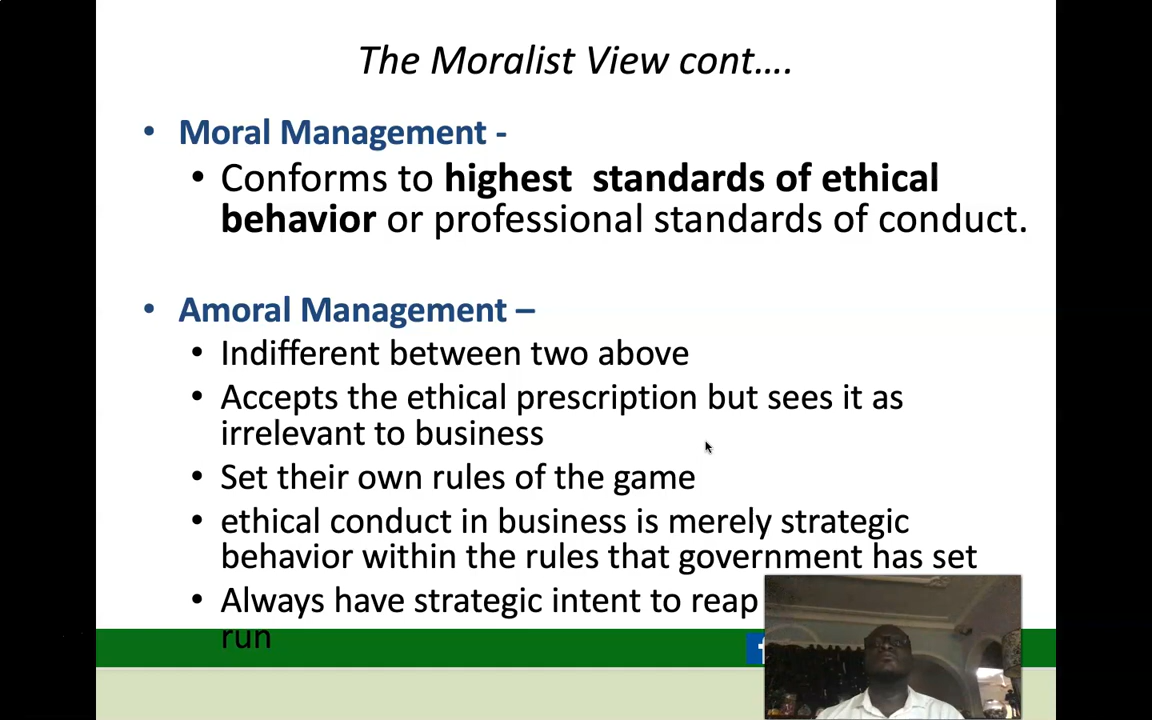 The Moralist View cont….
• Moral Management -
• Conforms to highest standards of ethical
behavior or professional standards of conduct.
• Amoral Management –
• Indifferent between two above
• Accepts the ethical prescription but sees it as
irrelevant to business
• Set their own rules of the game
• ethical conduct in business is merely strategic
behavior within the rules that government has set
• Always have strategic intent to reap
run